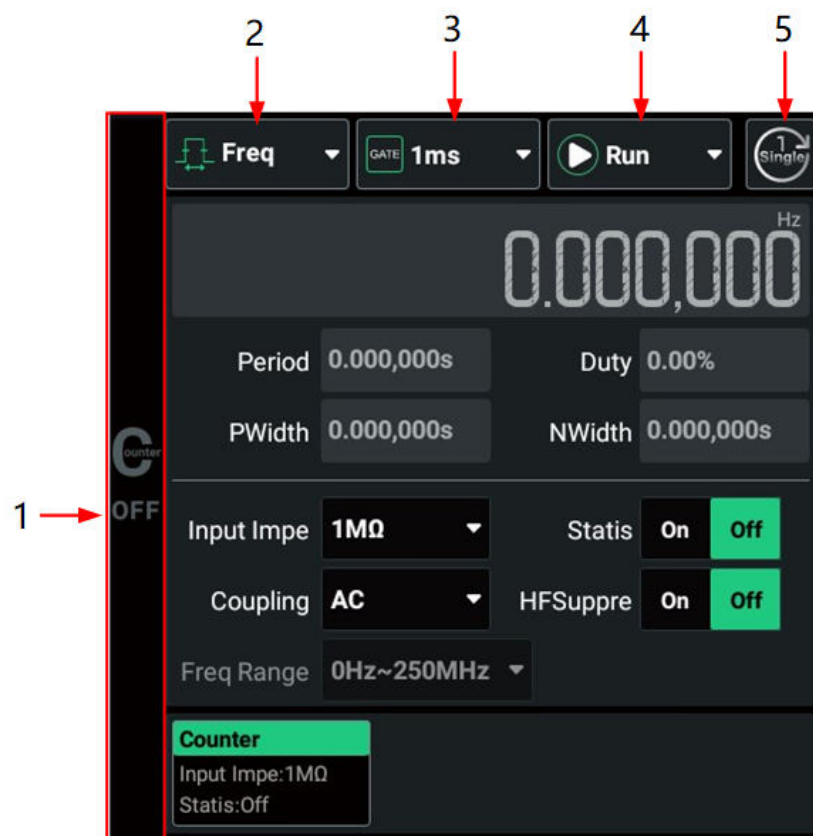 2 3 4 5
Freq GATE 1ms Run 1 Single
Hz
0.000,000
Period 0.000,000s Duty 0.00%
PWidth 0.000,000s NWidth 0.000,000s
Counter
1 OFF
Input Impe 1MΩ Statis On Off
Coupling AC HFSuppre On Off
Freq Range 0Hz~250MHz
Counter
Input Impe:1MΩ
Statis:Off